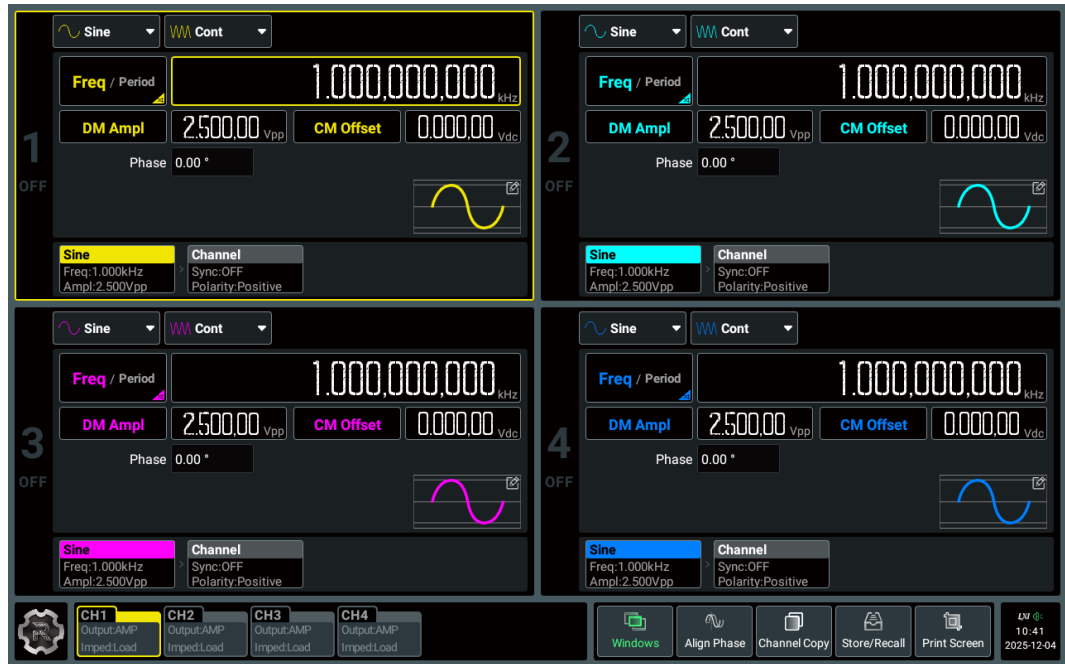 Sine Cont
Freq / Period 1.000,000,000 kHz
DM Ampl 2.500,00 Vpp CM Offset 0.000,00 Vdc
1
OFF
Phase 0.00 °
Sine
Freq:1.000kHz
Ampl:2.500Vpp
Channel
Sync:OFF
Polarity:Positive
Sine Cont
Freq / Period 1.000,000,000 kHz
DM Ampl 2.500,00 Vpp CM Offset 0.000,00 Vdc
2
OFF
Phase 0.00 °
Sine
Freq:1.000kHz
Ampl:2.500Vpp
Channel
Sync:OFF
Polarity:Positive
Sine Cont
Freq / Period 1.000,000,000 kHz
DM Ampl 2.500,00 Vpp CM Offset 0.000,00 Vdc
3
OFF
Phase 0.00 °
Sine
Freq:1.000kHz
Ampl:2.500Vpp
Channel
Sync:OFF
Polarity:Positive
Sine Cont
Freq / Period 1.000,000,000 kHz
DM Ampl 2.500,00 Vpp CM Offset 0.000,00 Vdc
4
OFF
Phase 0.00 °
Sine
Freq:1.000kHz
Ampl:2.500Vpp
Channel
Sync:OFF
Polarity:Positive
R
CH1
Output:AMP
Imped:Load
CH2
Output:AMP
Imped:Load
CH3
Output:AMP
Imped:Load
CH4
Output:AMP
Imped:Load
Windows
Align Phase
Channel Copy
Store/Recall
Print Screen
LXI
10:41
2025-12-04